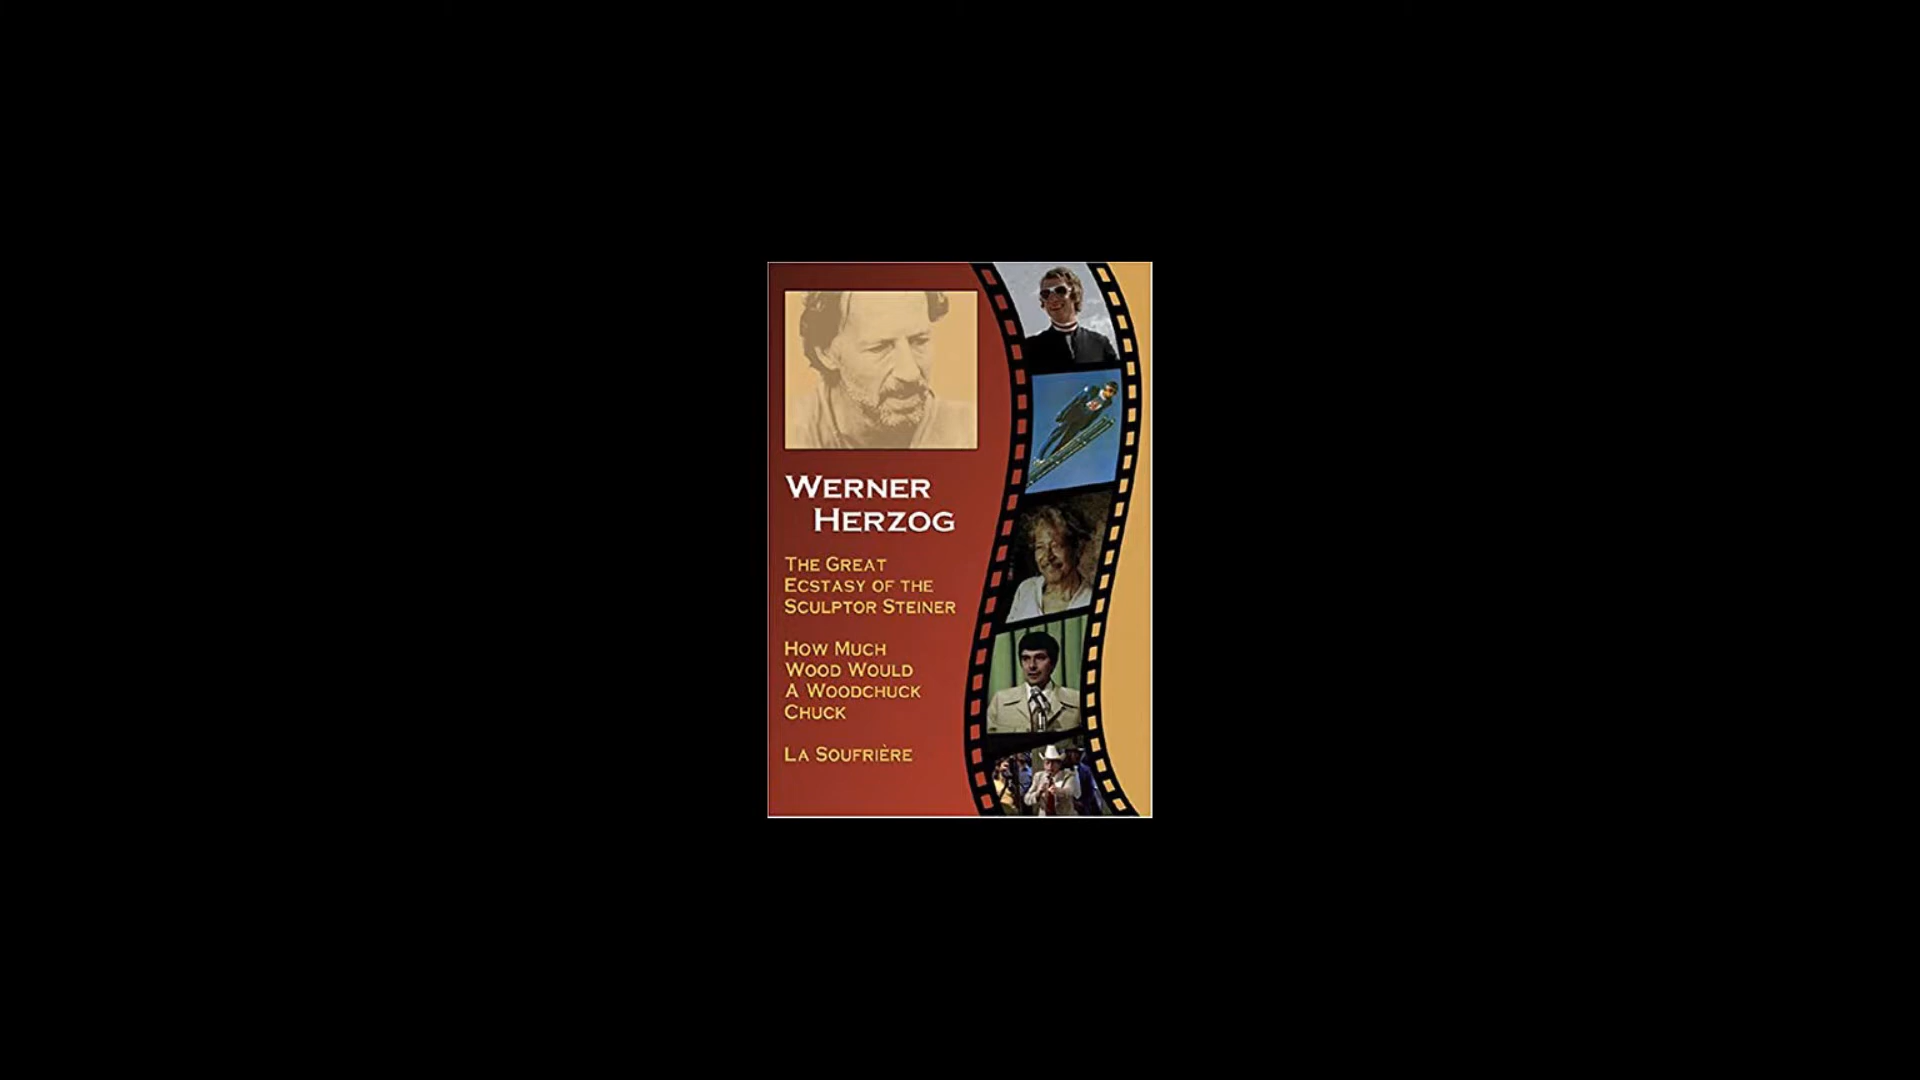 WERNER
HERZOG
THE GREAT
ECSTASY OF THE
SCULPTOR STEINER
HOW MUCH
WOOD WOULD
A WOODCHUCK
CHUCK
LA SOUFRIÈRE